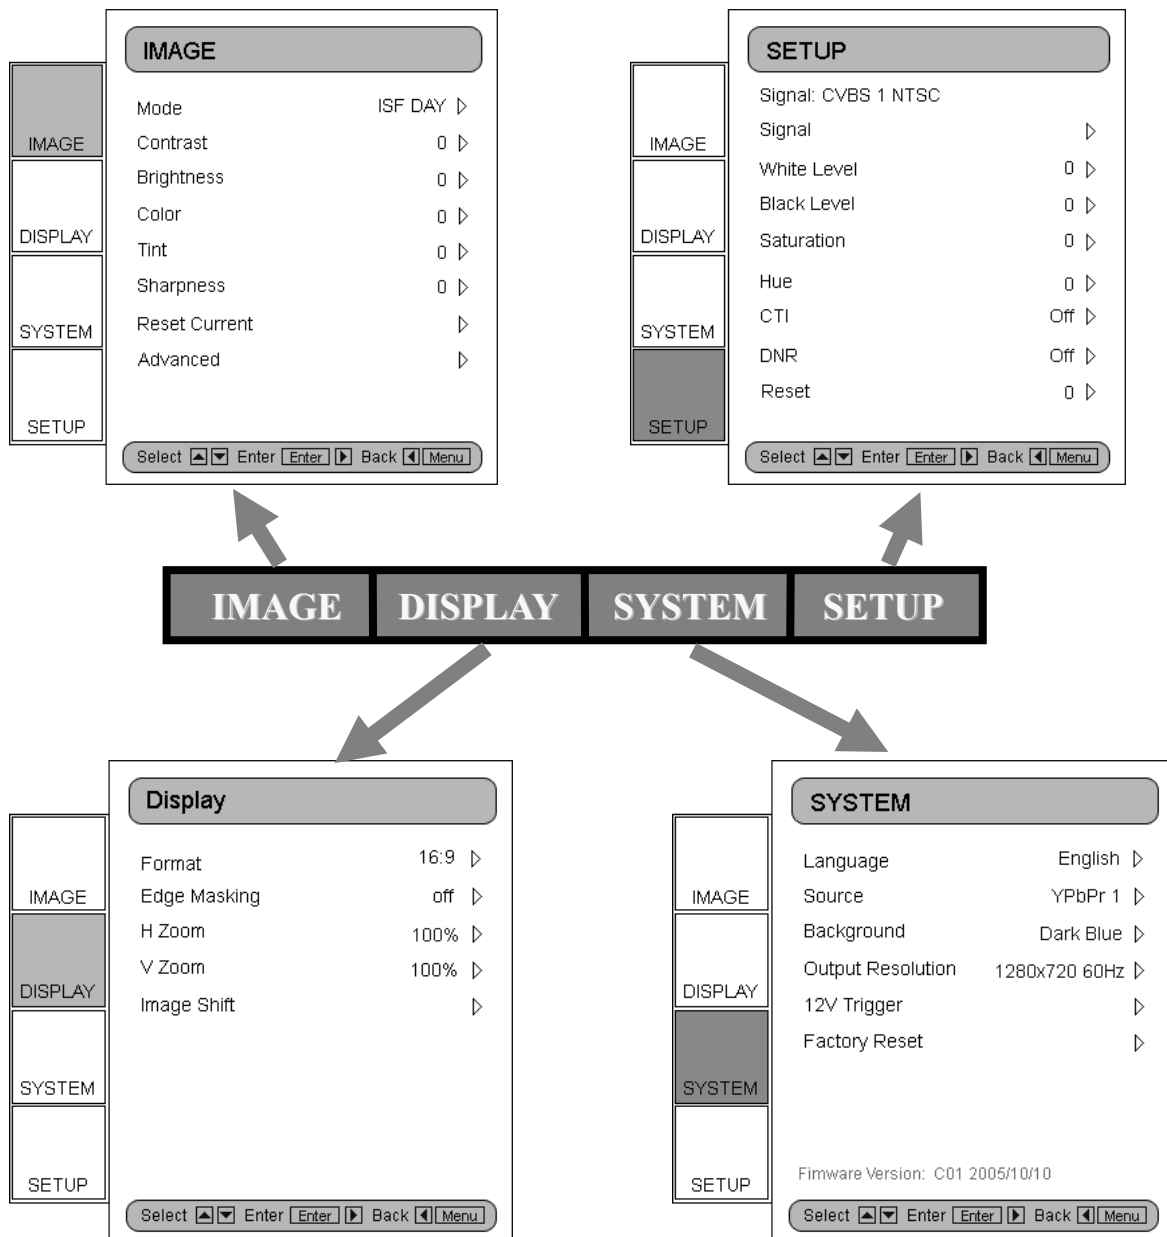 IMAGE
Mode ISF DAY
Contrast 0
Brightness 0
Color 0
Tint 0
Sharpness 0
Reset Current
Advanced
IMAGE
DISPLAY
SYSTEM
SETUP
Select Enter Enter Back Menu
SETUP
Signal: CVBS 1 NTSC
Signal
White Level 0
Black Level 0
Saturation 0
Hue 0
CTI Off
DNR Off
Reset 0
IMAGE
DISPLAY
SYSTEM
SETUP
Select Enter Enter Back Menu
IMAGE DISPLAY SYSTEM SETUP
Display
Format 16:9
Edge Masking off
H Zoom 100%
V Zoom 100%
Image Shift
IMAGE
DISPLAY
SYSTEM
SETUP
Select Enter Enter Back Menu
SYSTEM
Language English
Source YPbPr 1
Background Dark Blue
Output Resolution 1280x720 60Hz
12V Trigger
Factory Reset
Fimware Version: C01 2005/10/10
IMAGE
DISPLAY
SYSTEM
SETUP
Select Enter Enter Back Menu